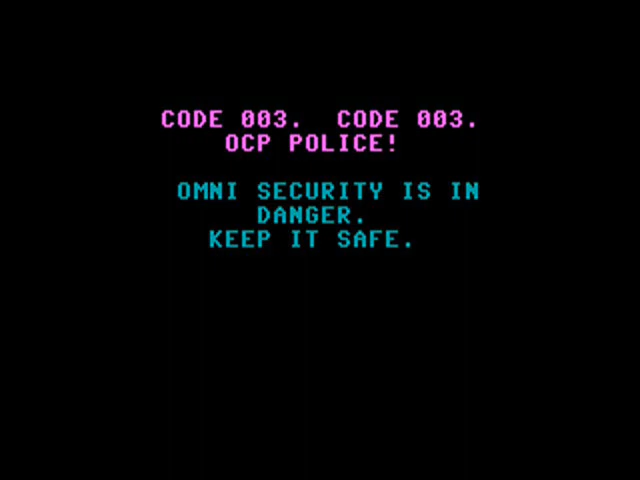 CODE 003.  CODE 003.
OCP POLICE!
OMNI SECURITY IS IN
DANGER.
KEEP IT SAFE.